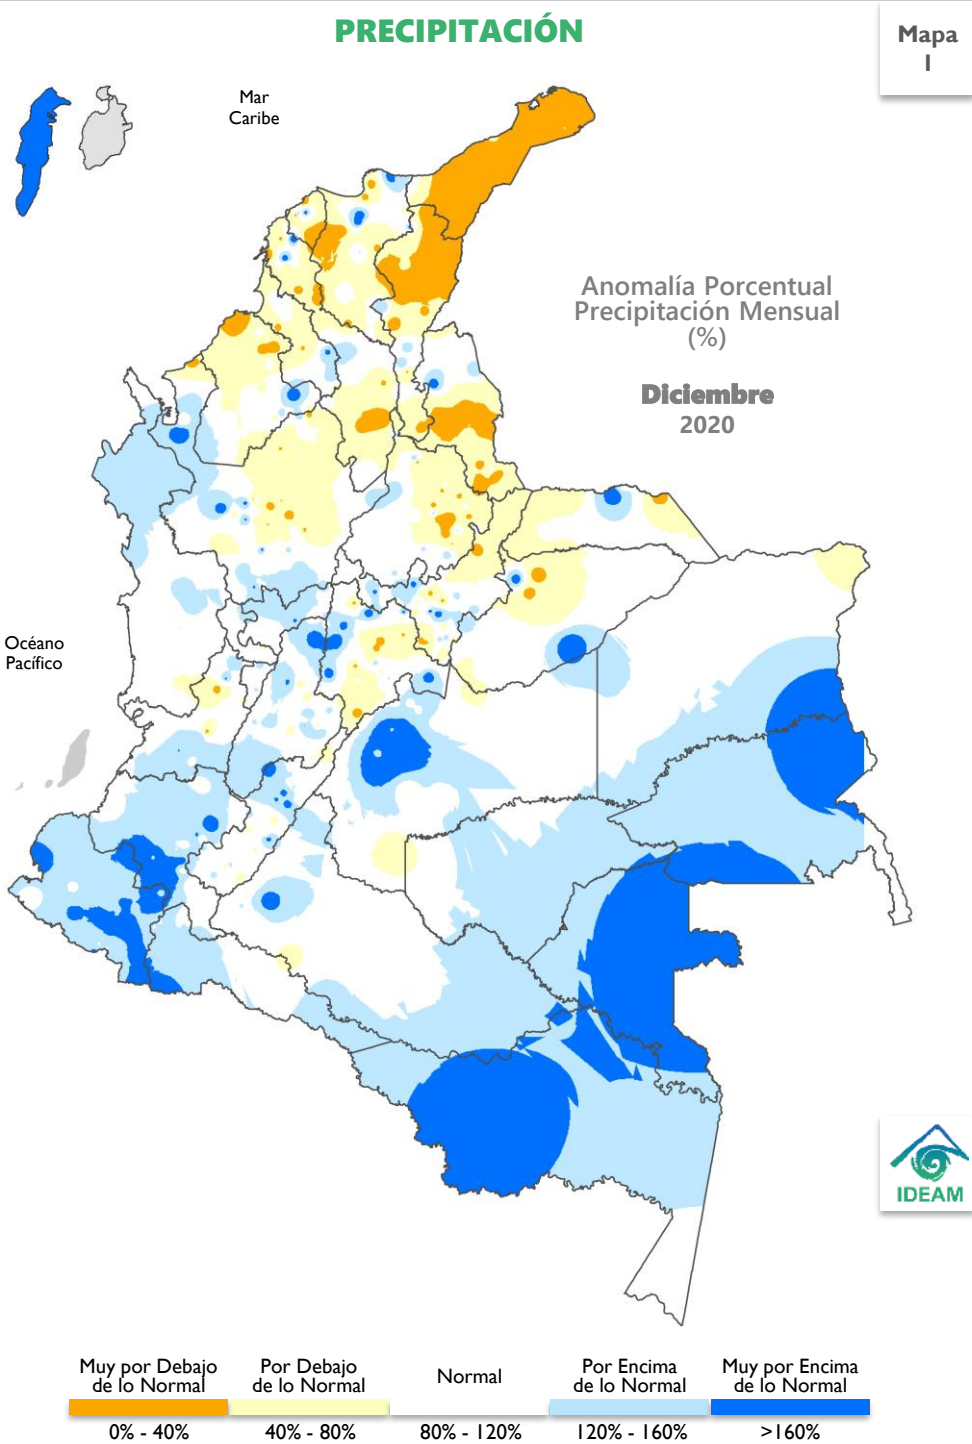 PRECIPITACIÓN
Mapa
I
Mar
Caribe
Anomalía Porcentual
Precipitación Mensual
(%)
Diciembre
2020
Océano
Pacífico
IDEAM
Muy por Debajo
de lo Normal
Por Debajo
de lo Normal
Normal
Por Encima
de lo Normal
Muy por Encima
de lo Normal
0% - 40%
40% - 80%
80% - 120%
120% - 160%
>160%